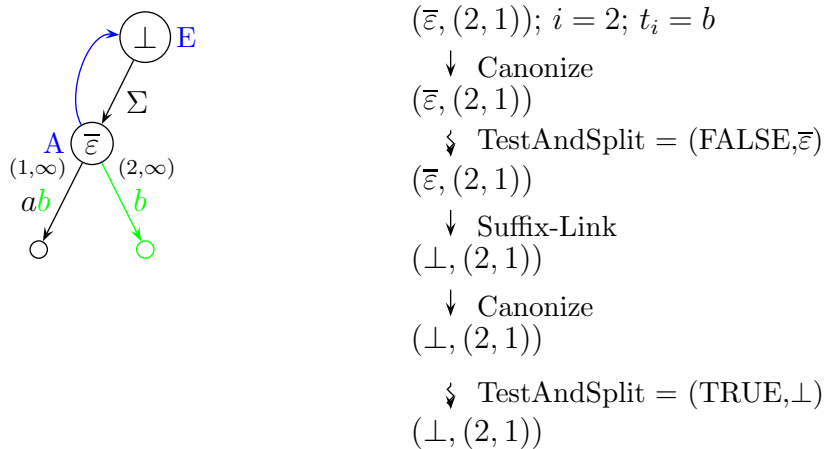 ⊥ E
Σ
A ε̅
(1,∞) (2,∞)
ab b
(ε̅, (2, 1)); i = 2; tᵢ = b
Canonize
(ε̅, (2, 1))
TestAndSplit = (FALSE,ε̅)
(ε̅, (2, 1))
Suffix-Link
(⊥, (2, 1))
Canonize
(⊥, (2, 1))
TestAndSplit = (TRUE,⊥)
(⊥, (2, 1))